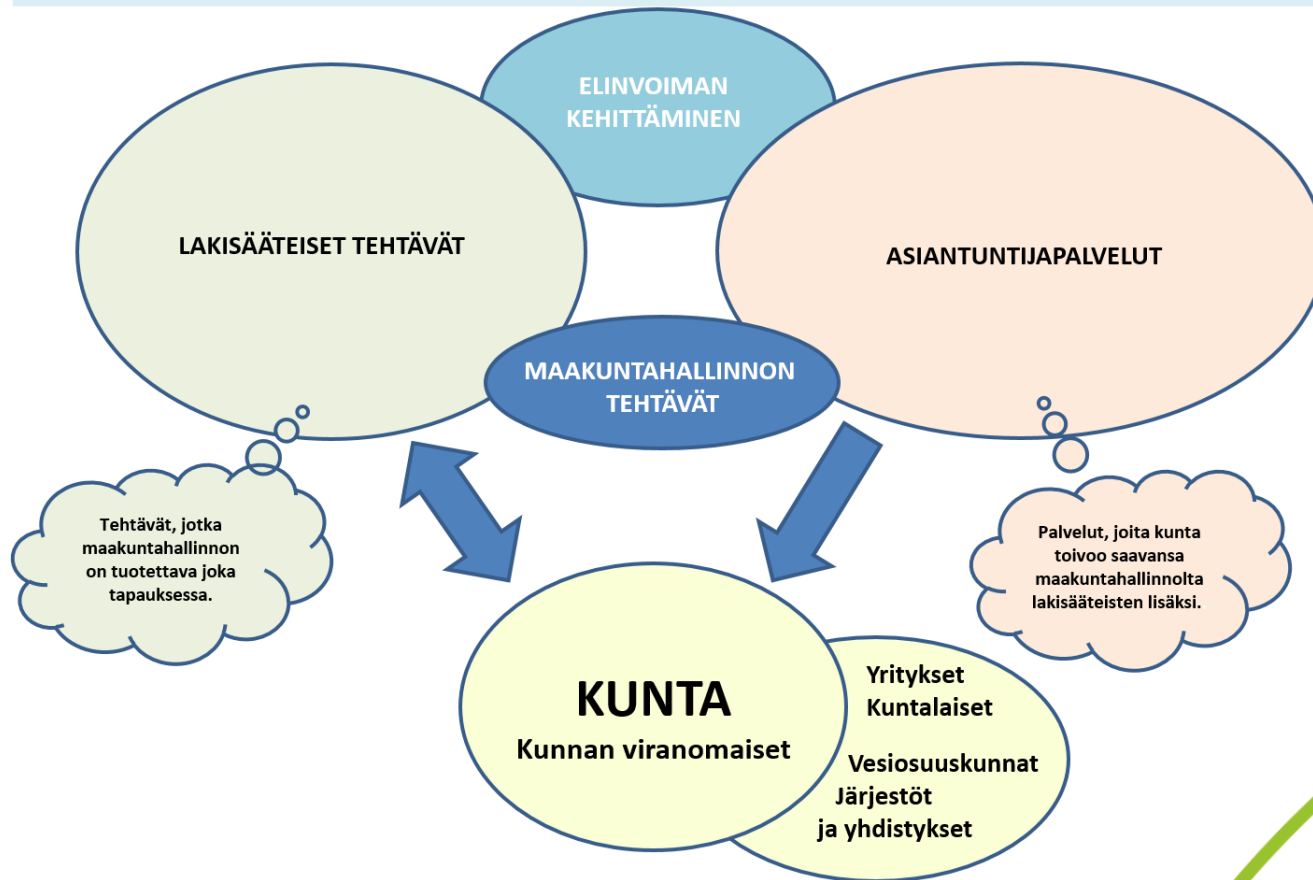 ELINVOIMAN
KEHITTÄMINEN
LAKISÄÄTEISET TEHTÄVÄT
ASIANTUNTIJAPALVELUT
MAAKUNTAHALLINNON
TEHTÄVÄT
Tehtävät, jotka
maakuntahallinnon
on tuotettava joka
tapauksessa.
Palvelut, joita kunta
toivoo saavansa
maakuntahallinnolta
lakisääteisten lisäksi.
KUNTA
Kunnan viranomaiset
Yritykset
Kuntalaiset
Vesiosuuskunnat
Järjestöt
ja yhdistykset